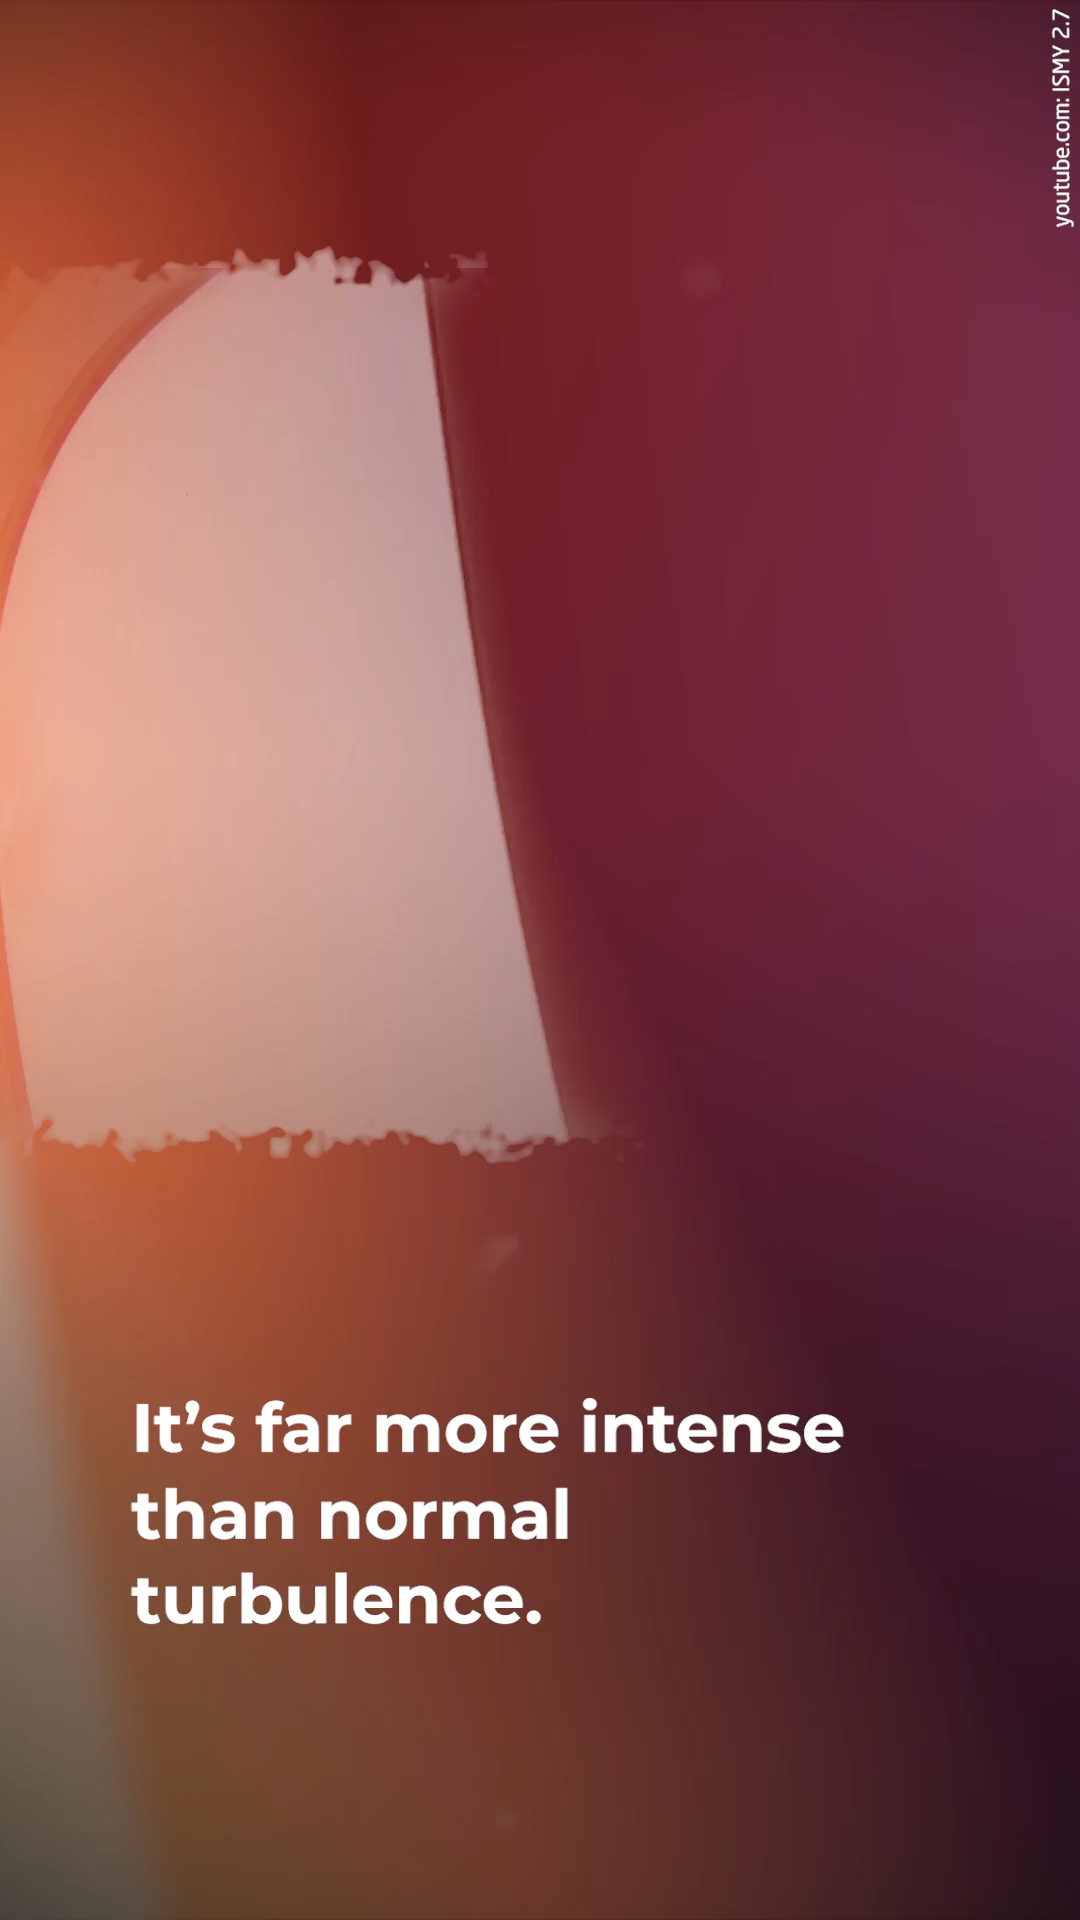 youtube.com: ISMY 2.7
It’s far more intense
than normal
turbulence.